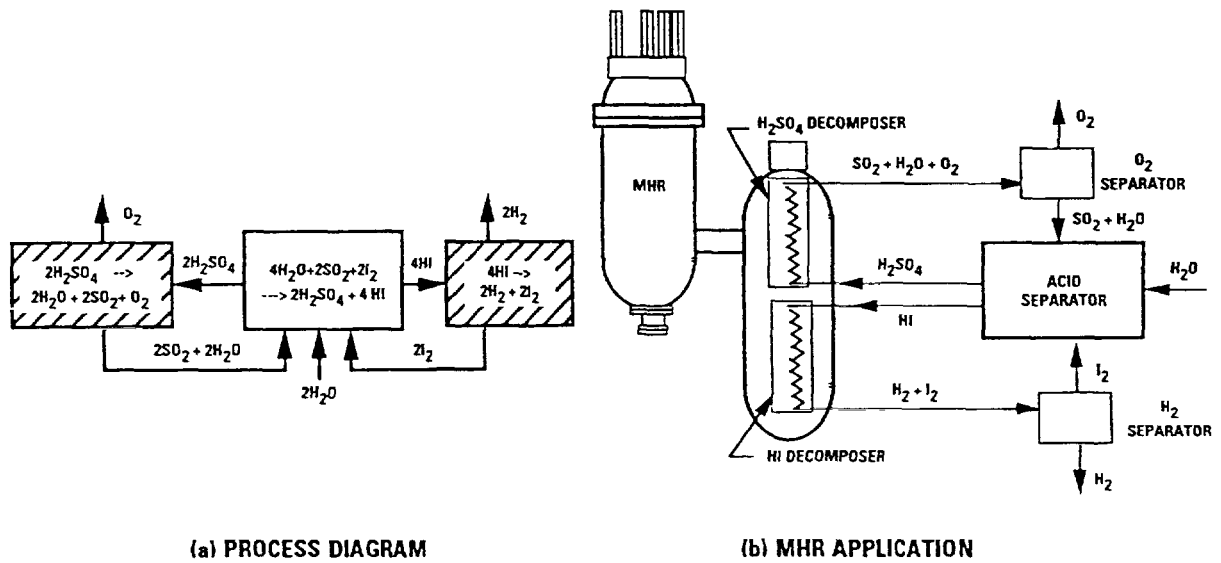 O2
2H2
2H2SO4 -->
2H2O + 2SO2 + O2
2H2SO4
4H2O+2SO2+2I2
---> 2H2SO4 + 4 HI
4HI
4HI ->
2H2 + 2I2
2SO2 + 2H2O
2H2O
2I2
(a) PROCESS DIAGRAM
MHR
H2SO4 DECOMPOSER
SO2 + H2O + O2
O2
O2
SEPARATOR
SO2 + H2O
H2SO4
HI
ACID
SEPARATOR
H2O
I2
H2 + I2
H2
SEPARATOR
H2
HI DECOMPOSER
(b) MHR APPLICATION